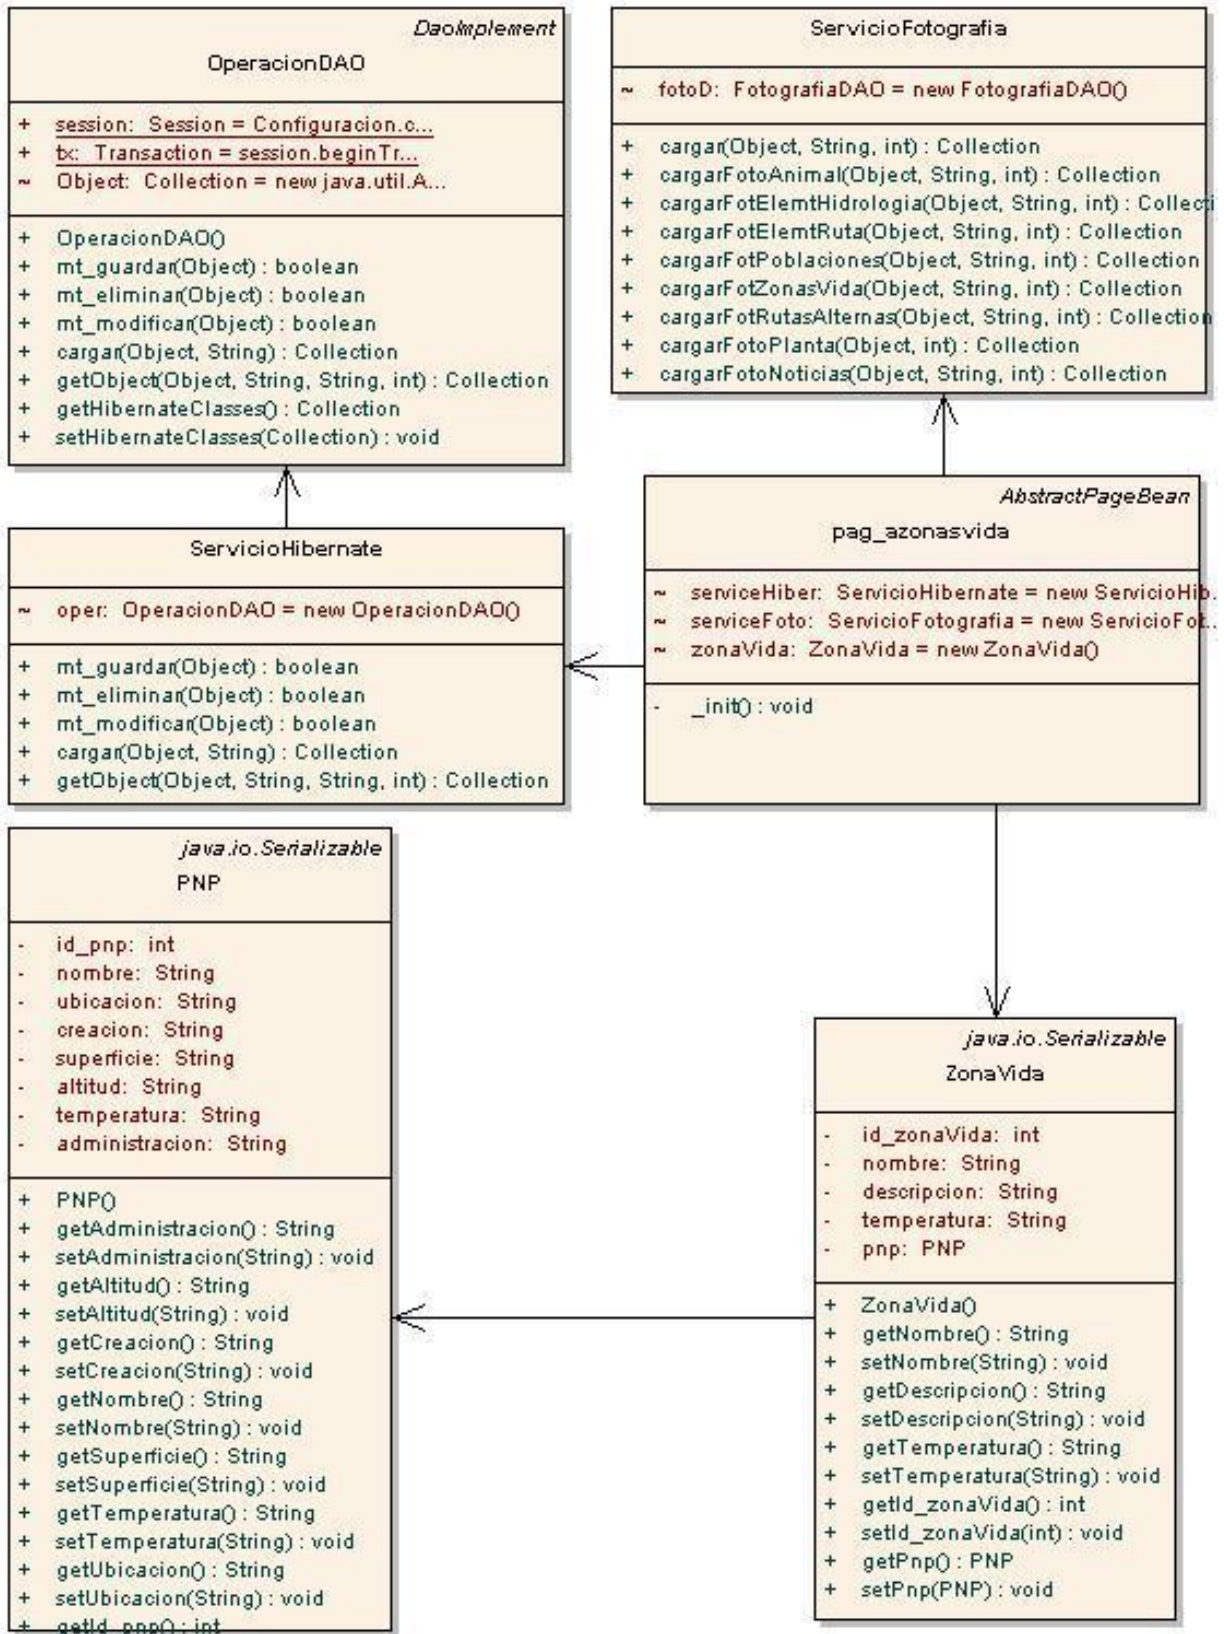 DaoImplement
OperacionDAO
+ session: Session = Configuracion.c...
+ tx: Transaction = session.beginTr...
~ Object: Collection = new java.util.A...
+ OperacionDAO()
+ mt_guardar(Object) : boolean
+ mt_eliminar(Object) : boolean
+ mt_modificar(Object) : boolean
+ cargar(Object, String) : Collection
+ getObject(Object, String, String, int) : Collection
+ getHibernateClasses() : Collection
+ setHibernateClasses(Collection) : void
ServicioFotografia
~ fotoD: FotografiaDAO = new FotografiaDAO()
+ cargar(Object, String, int) : Collection
+ cargarFotoAnimal(Object, String, int) : Collection
+ cargarFotElemtHidrologia(Object, String, int) : Collecti
+ cargarFotElemtRuta(Object, String, int) : Collection
+ cargarFotPoblaciones(Object, String, int) : Collection
+ cargarFotZonasVida(Object, String, int) : Collection
+ cargarFotRutasAlternas(Object, String, int) : Collection
+ cargarFotoPlanta(Object, int) : Collection
+ cargarFotoNoticias(Object, String, int) : Collection
ServicioHibernate
~ oper: OperacionDAO = new OperacionDAO()
+ mt_guardar(Object) : boolean
+ mt_eliminar(Object) : boolean
+ mt_modificar(Object) : boolean
+ cargar(Object, String) : Collection
+ getObject(Object, String, String, int) : Collection
AbstractPageBean
pag_azonasvida
~ serviceHiber: ServicioHibernate = new ServicioHib..
~ serviceFoto: ServicioFotografia = new ServicioFot..
~ zonaVida: ZonaVida = new ZonaVida()
- _init() : void
java.io.Serializable
PNP
- id_pnp: int
- nombre: String
- ubicacion: String
- creacion: String
- superficie: String
- altitud: String
- temperatura: String
- administracion: String
+ PNP()
+ getAdministracion() : String
+ setAdministracion(String) : void
+ getAltitud() : String
+ setAltitud(String) : void
+ getCreacion() : String
+ setCreacion(String) : void
+ getNombre() : String
+ setNombre(String) : void
+ getSuperficie() : String
+ setSuperficie(String) : void
+ getTemperatura() : String
+ setTemperatura(String) : void
+ getUbicacion() : String
+ setUbicacion(String) : void
+ getId_pnp() : int
java.io.Serializable
ZonaVida
- id_zonaVida: int
- nombre: String
- descripcion: String
- temperatura: String
- pnp: PNP
+ ZonaVida()
+ getNombre() : String
+ setNombre(String) : void
+ getDescripcion() : String
+ setDescripcion(String) : void
+ getTemperatura() : String
+ setTemperatura(String) : void
+ getId_zonaVida() : int
+ setId_zonaVida(int) : void
+ getPnp() : PNP
+ setPnp(PNP) : void